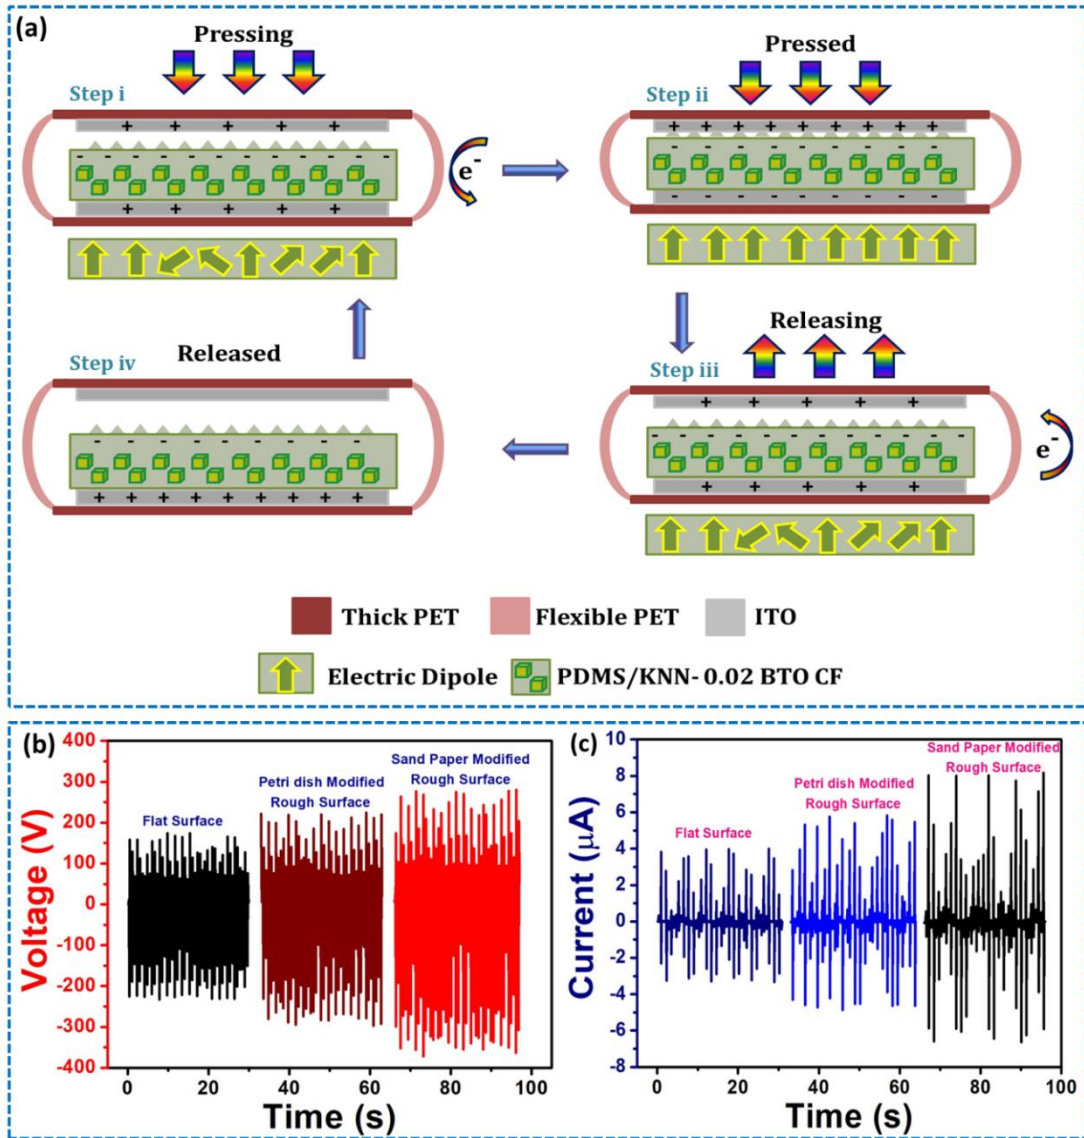 (a)
Pressing
Step i
+ + + + +
- - - - - - - - - - -
+ + + + +
e-
Pressed
Step ii
+ + + + + + + + +
- - - - - - - -
- - - - - - - - -
Step iv
Released
- - - - - - - -
+ + + + + + + + +
Releasing
Step iii
+ + + + +
- - - - - - - - - -
+ + + + +
e-
Thick PET
Flexible PET
ITO
Electric Dipole
PDMS/KNN- 0.02 BTO CF
(b)
Voltage (V)
400
300
200
100
0
-100
-200
-300
-400
Flat Surface
Petri dish Modified
Rough Surface
Sand Paper Modified
Rough Surface
0 20 40 60 80 100
Time (s)
(c)
Current (μA)
10
8
6
4
2
0
-2
-4
-6
-8
Flat Surface
Petri dish Modified
Rough Surface
Sand Paper Modified
Rough Surface
0 20 40 60 80 100
Time (s)